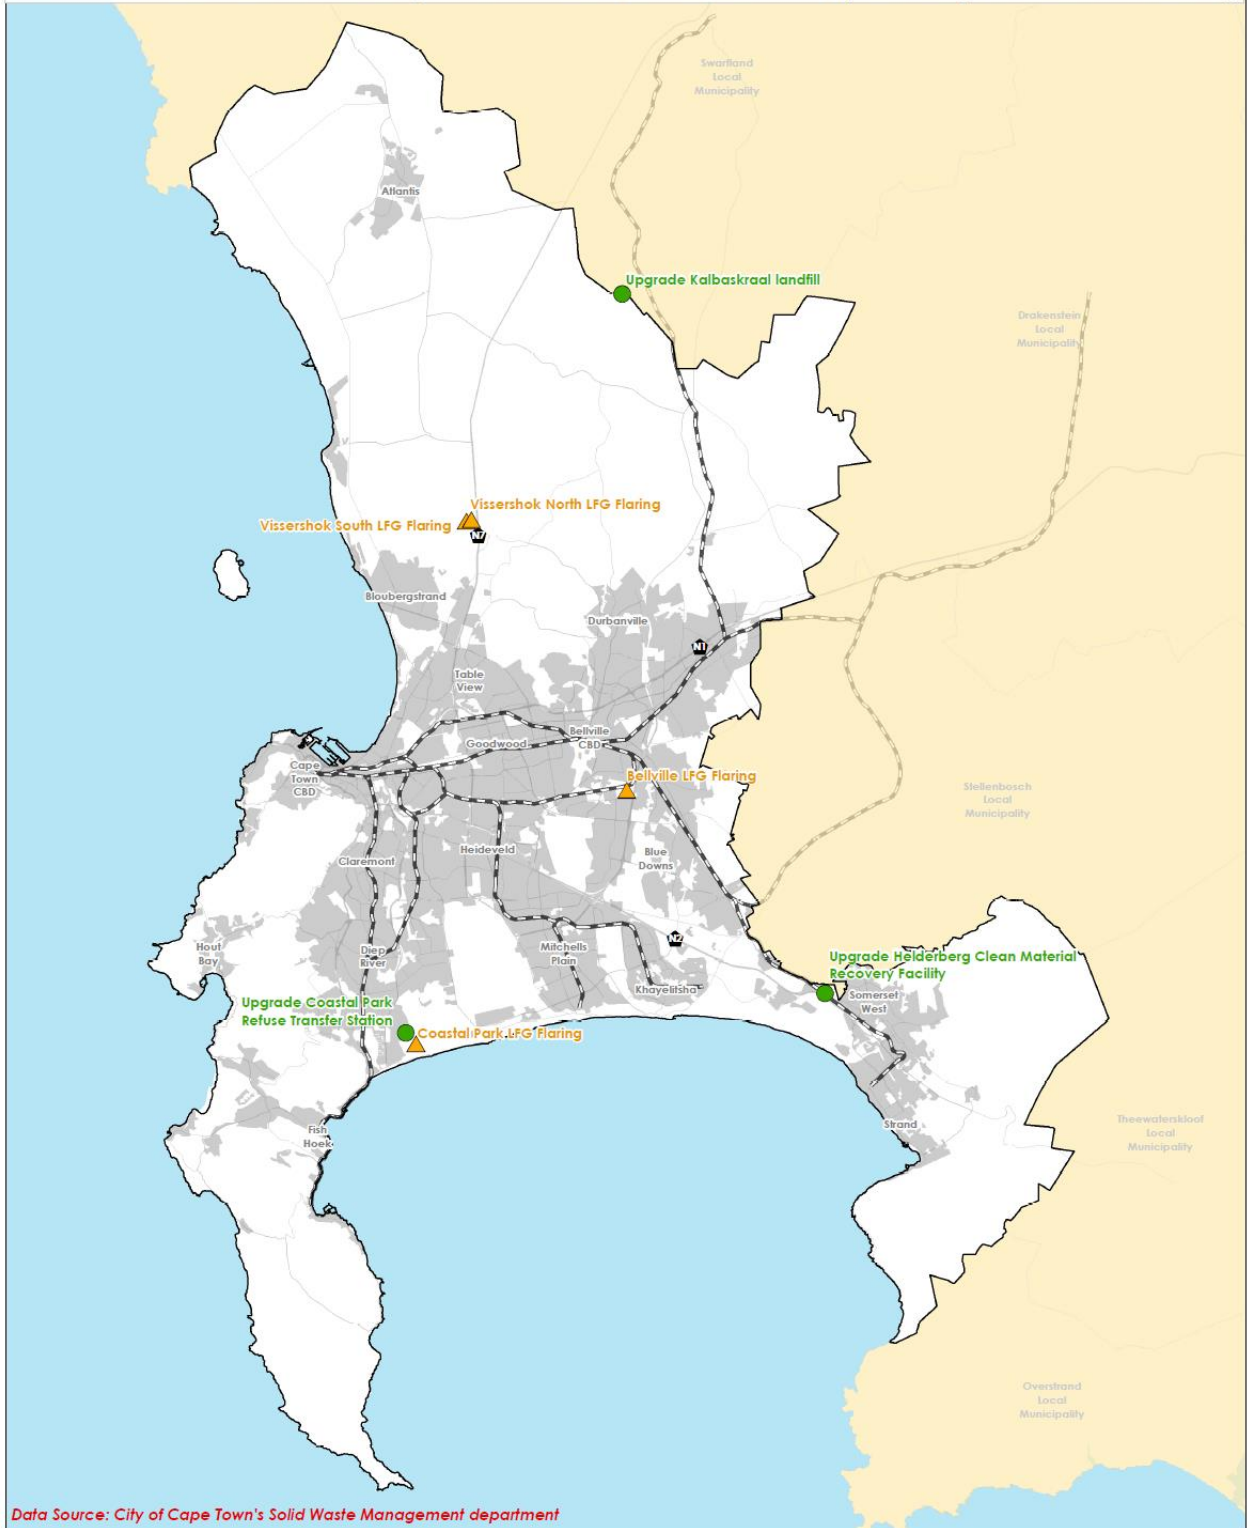 Swartland
Local
Municipality
Atlantis
Upgrade Kalbaskraal landfill
Drakenstein
Local
Municipality
Vissershok North LFG Flaring
Vissershok South LFG Flaring
N7
Bloubergstrand
Durbanville
N1
Table
View
Bellville
CBD
Goodwood
Cape
Town
CBD
Bellville LFG Flaring
Stellenbosch
Local
Municipality
Heideveld
Blue
Downs
Claremont
N2
Hout
Bay
Diep
River
Mitchells
Plain
Upgrade Helderberg Clean Material
Recovery Facility
Khayelitsha
Somerset
West
Upgrade Coastal Park
Refuse Transfer Station
Coastal Park LFG Flaring
Fish
Hoek
Strand
Theewaterskloof
Local
Municipality
Overstrand
Local
Municipality
Data Source: City of Cape Town's Solid Waste Management department